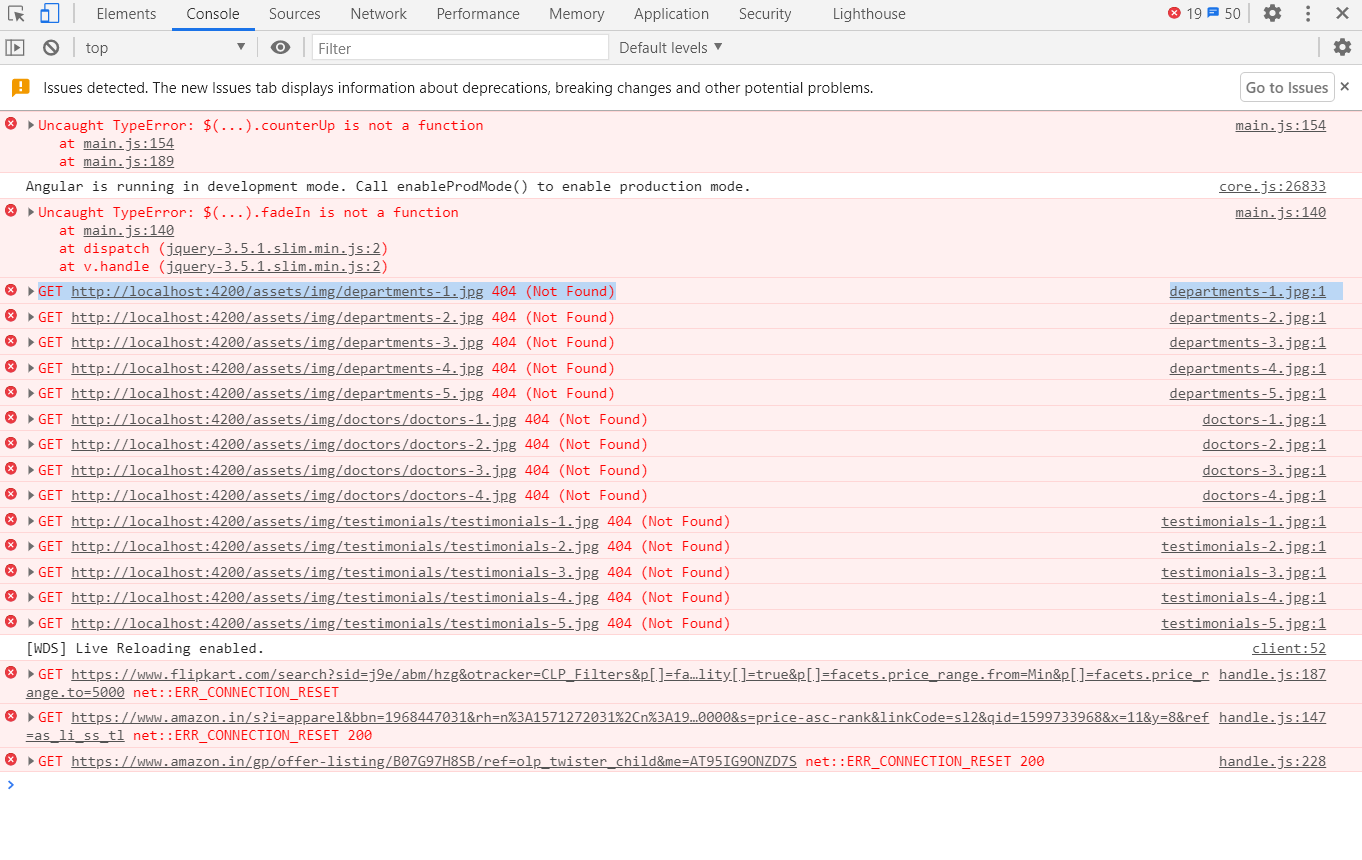 Elements Console Sources Network Performance Memory Application Security Lighthouse 19 50
top Filter Default levels
Issues detected. The new Issues tab displays information about deprecations, breaking changes and other potential problems. Go to Issues
Uncaught TypeError: $(...).counterUp is not a function main.js:154
at main.js:154
at main.js:189
Angular is running in development mode. Call enableProdMode() to enable production mode. core.js:26833
Uncaught TypeError: $(...).fadeIn is not a function main.js:140
at main.js:140
at dispatch (jquery-3.5.1.slim.min.js:2)
at v.handle (jquery-3.5.1.slim.min.js:2)
GET http://localhost:4200/assets/img/departments-1.jpg 404 (Not Found) departments-1.jpg:1
GET http://localhost:4200/assets/img/departments-2.jpg 404 (Not Found) departments-2.jpg:1
GET http://localhost:4200/assets/img/departments-3.jpg 404 (Not Found) departments-3.jpg:1
GET http://localhost:4200/assets/img/departments-4.jpg 404 (Not Found) departments-4.jpg:1
GET http://localhost:4200/assets/img/departments-5.jpg 404 (Not Found) departments-5.jpg:1
GET http://localhost:4200/assets/img/doctors/doctors-1.jpg 404 (Not Found) doctors-1.jpg:1
GET http://localhost:4200/assets/img/doctors/doctors-2.jpg 404 (Not Found) doctors-2.jpg:1
GET http://localhost:4200/assets/img/doctors/doctors-3.jpg 404 (Not Found) doctors-3.jpg:1
GET http://localhost:4200/assets/img/doctors/doctors-4.jpg 404 (Not Found) doctors-4.jpg:1
GET http://localhost:4200/assets/img/testimonials/testimonials-1.jpg 404 (Not Found) testimonials-1.jpg:1
GET http://localhost:4200/assets/img/testimonials/testimonials-2.jpg 404 (Not Found) testimonials-2.jpg:1
GET http://localhost:4200/assets/img/testimonials/testimonials-3.jpg 404 (Not Found) testimonials-3.jpg:1
GET http://localhost:4200/assets/img/testimonials/testimonials-4.jpg 404 (Not Found) testimonials-4.jpg:1
GET http://localhost:4200/assets/img/testimonials/testimonials-5.jpg 404 (Not Found) testimonials-5.jpg:1
[WDS] Live Reloading enabled. client:52
GET https://www.flipkart.com/search?sid=j9e/abm/hzg&otracker=CLP_Filters&p[]=fa…lity[]=true&p[]=facets.price_range.from=Min&p[]=facets.price_r handle.js:187
ange.to=5000 net::ERR_CONNECTION_RESET
GET https://www.amazon.in/s?i=apparel&bbn=1968447031&rh=n%3A1571272031%2Cn%3A19…0000&s=price-asc-rank&linkCode=sl2&qid=1599733968&x=11&y=8&ref handle.js:147
=as_li_ss_tl net::ERR_CONNECTION_RESET 200
GET https://www.amazon.in/gp/offer-listing/B07G97H8SB/ref=olp_twister_child&me=AT95IG9ONZD7S net::ERR_CONNECTION_RESET 200 handle.js:228